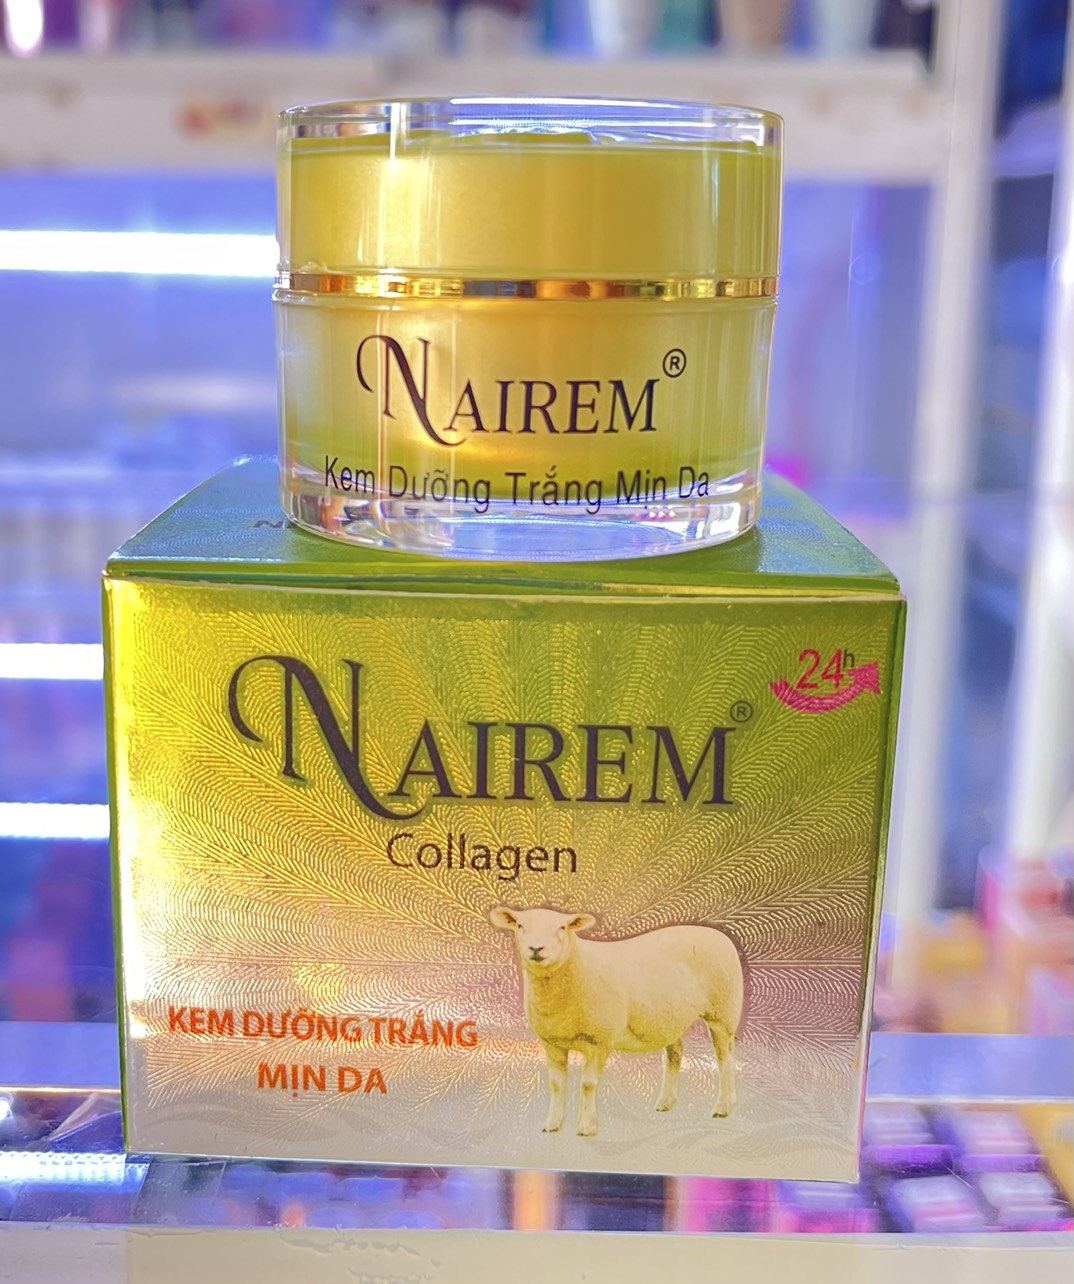 NAIREM®
Kem Dưỡng Trắng Mịn Da
24h
NAIREM®
Collagen
KEM DƯỠNG TRẮNG
MỊN DA